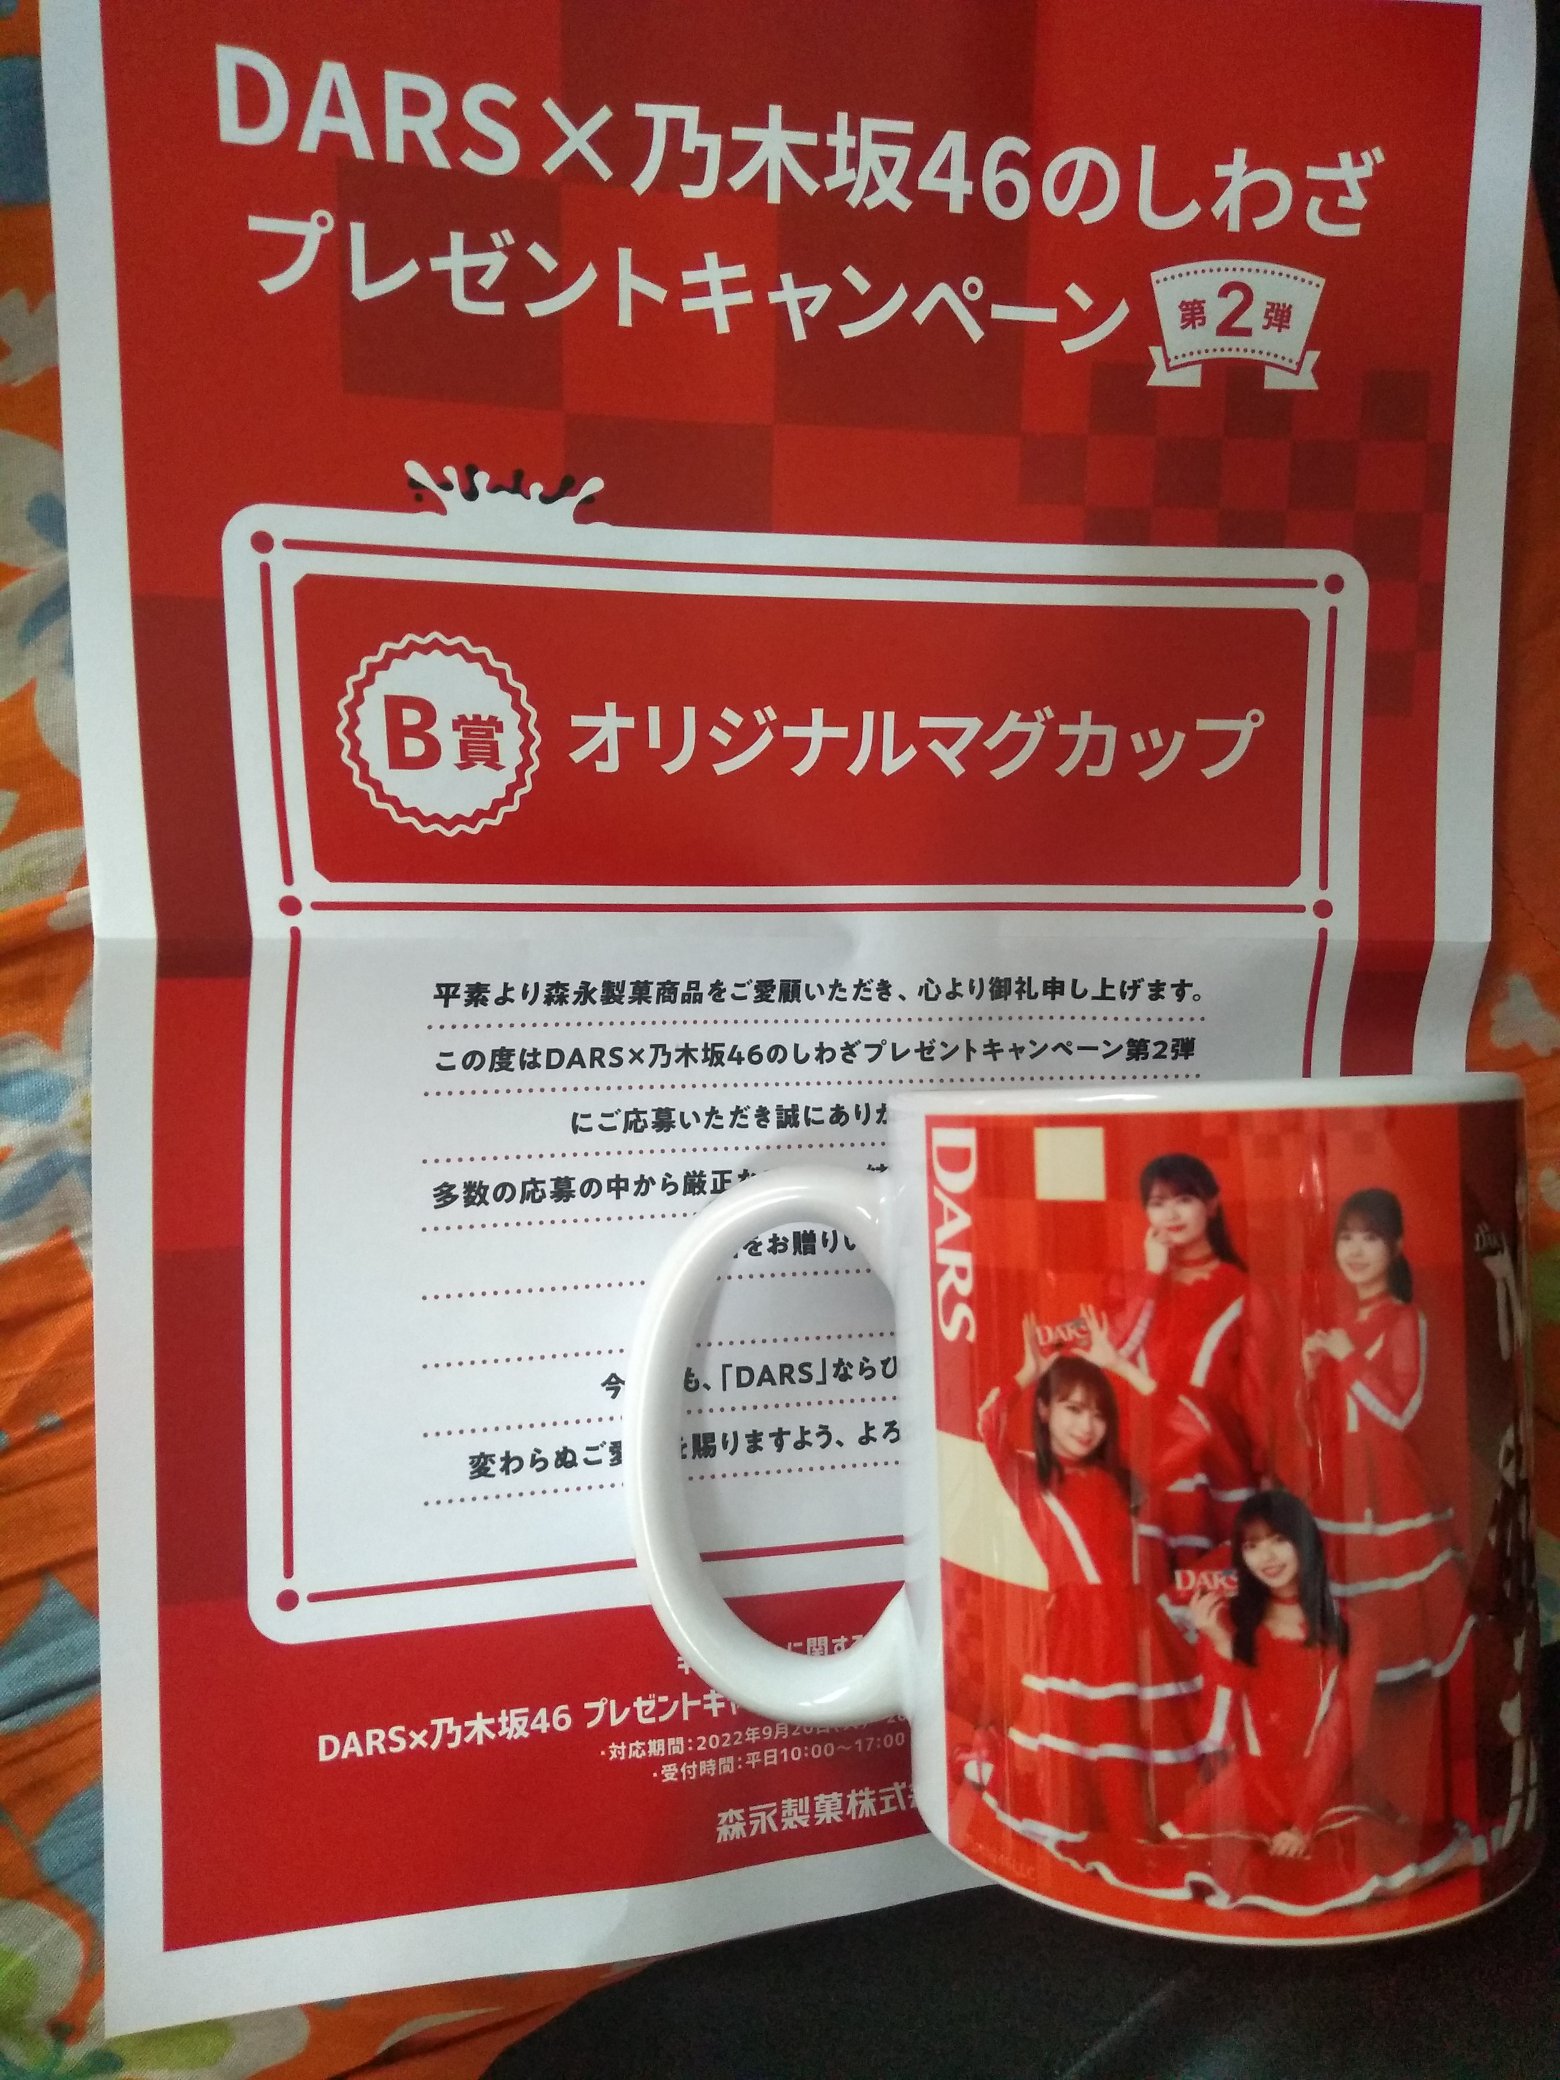 DARS×乃木坂46のしわざ
プレゼントキャンペーン 第2弾
B賞 オリジナルマグカップ
平素より森永製菓商品をご愛顧いただき、心より御礼申し上げます。
この度はDARS×乃木坂46のしわざプレゼントキャンペーン第2弾
にご応募いただき誠にありが
多数の応募の中から厳正な
をお贈りい
今 も、「DARS」ならび
変わらぬご愛 を賜りますよう、よろ
に関する
DARS×乃木坂46 プレゼントキャ
・対応期間:2022年9月20日
・受付時間:平日10:00～17:00
森永製菓株式
DARS
DARS
DARS
DARS